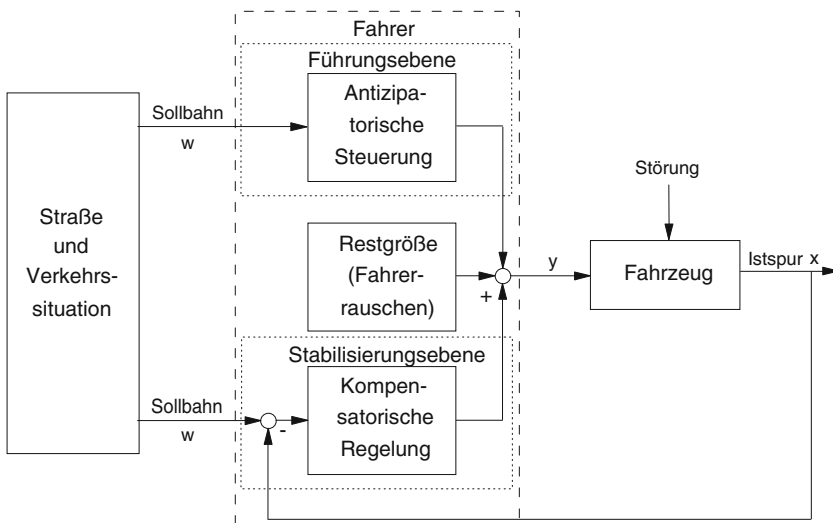 Fahrer
Führungsebene
Antizipa-
torische
Steuerung
Sollbahn
w
Straße
und
Verkehrs-
situation
Restgröße
(Fahrer-
rauschen)
+
y
Störung
Fahrzeug
Istspur x
Stabilisierungsebene
Kompen-
satorische
Regelung
Sollbahn
w
-